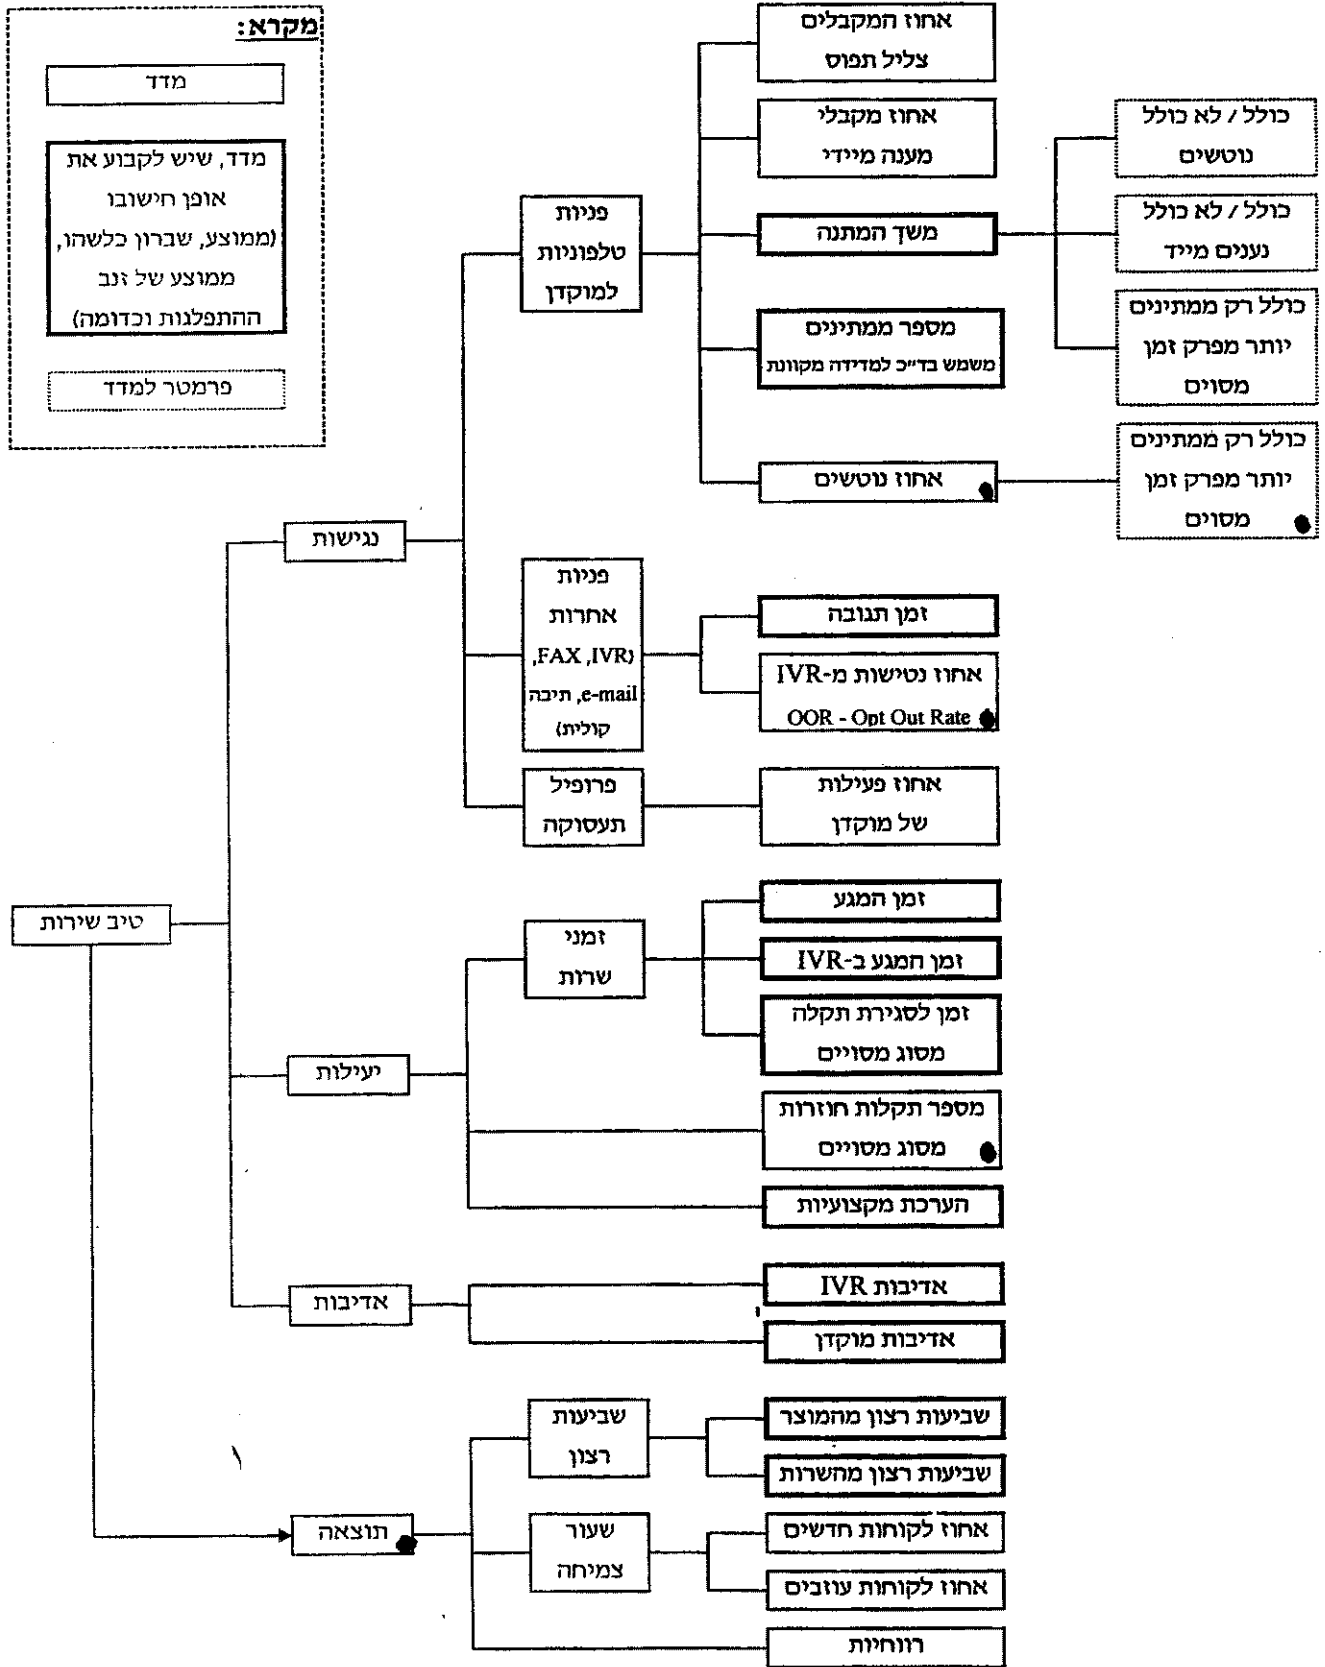 מקרא:
מדד
מדד, שיש לקבוע את
אופן חישובו
(ממוצע, שברון כלשהו,
ממוצע של זנב
ההתפלגות וכדומה)
פרמטר למדד
טיב שירות
נגישות
פניות
טלפוניות
למוקדן
אחוז המקבלים
צליל תפוס
אחוז מקבלי
מענה מיידי
משך המתנה
כולל / לא כולל
נוטשים
כולל / לא כולל
נענים מייד
כולל רק ממתינים
יותר מפרק זמן
מסוים
מספר ממתינים
משמש בד"כ למדידה מקוונת
אחוז נוטשים
כולל רק ממתינים
יותר מפרק זמן
מסוים
פניות
אחרות
(FAX ,IVR,
e-mail, תיבה
קולית)
זמן תגובה
אחוז נטישות מ-IVR
OOR - Opt Out Rate
פרופיל
תעסוקה
אחוז פעילות
של מוקדן
יעילות
זמני
שרות
זמן המגע
זמן המגע ב-IVR
זמן לסגירת תקלה
מסוג מסויים
מספר תקלות חוזרות
מסוג מסויים
הערכת מקצועיות
אדיבות
אדיבות IVR
אדיבות מוקדן
תוצאה
שביעות
רצון
שביעות רצון מהמוצר
שביעות רצון מהשרות
שעור
צמיחה
אחוז לקוחות חדשים
אחוז לקוחות עוזבים
רווחיות